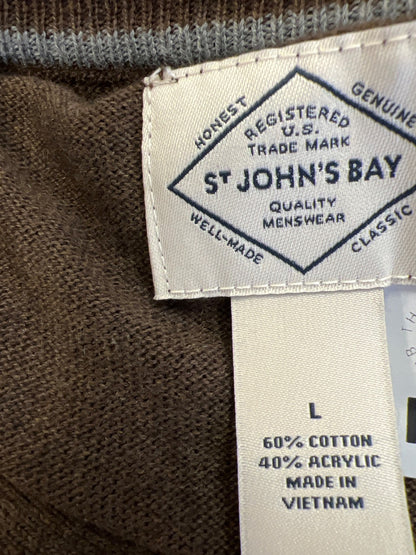 HONEST
GENUINE
REGISTERED
U.S.
TRADE MARK
ST JOHN'S BAY
QUALITY
MENSWEAR
WELL-MADE
CLASSIC
L
60% COTTON
40% ACRYLIC
MADE IN
VIETNAM